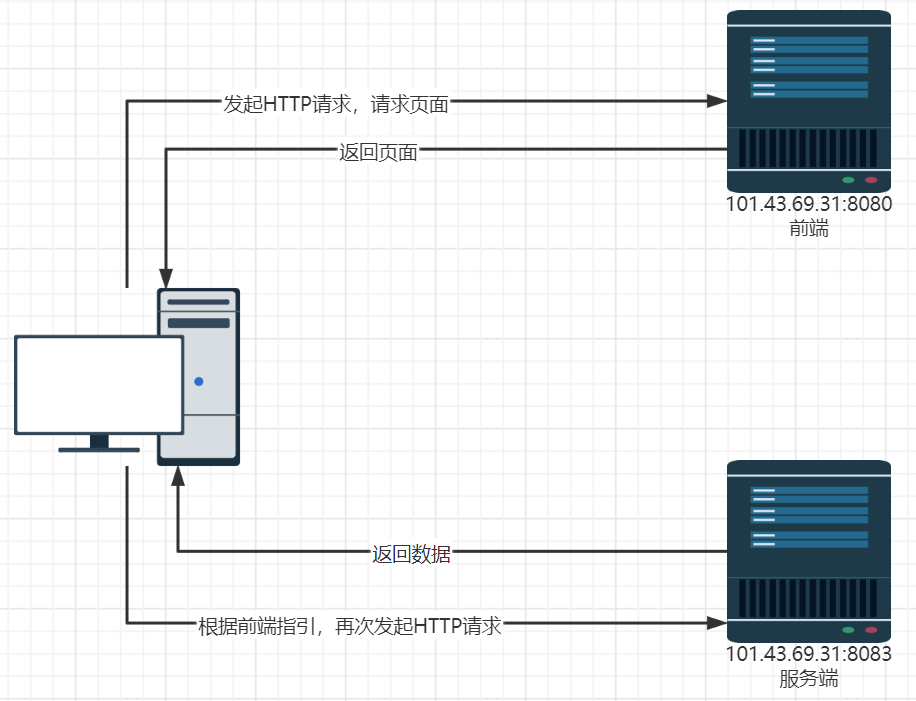 发起HTTP请求，请求页面
返回页面
101.43.69.31:8080
前端
返回数据
根据前端指引，再次发起HTTP请求
101.43.69.31:8083
服务端